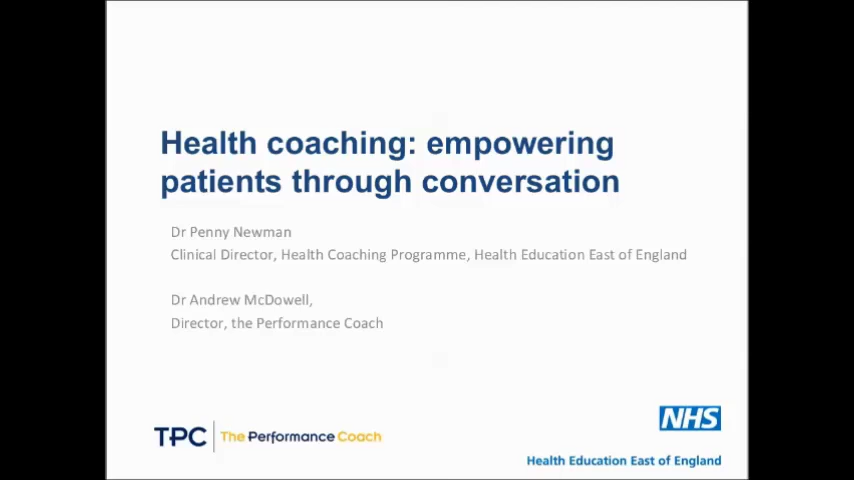 Health coaching: empowering
patients through conversation
Dr Penny Newman
Clinical Director, Health Coaching Programme, Health Education East of England
Dr Andrew McDowell,
Director, the Performance Coach
TPC The Performance Coach
NHS
Health Education East of England